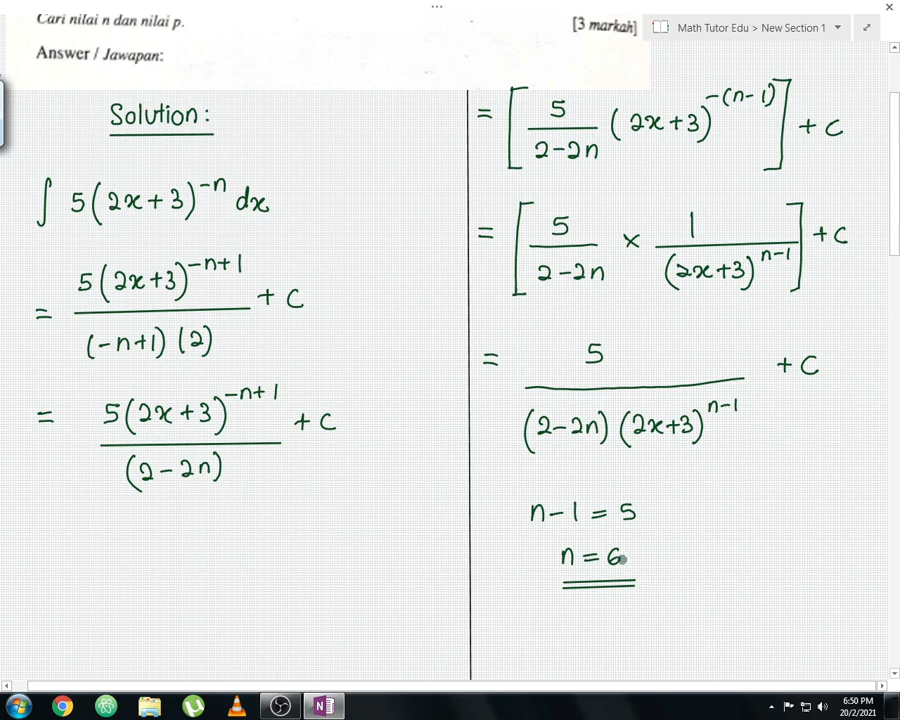 Cari nilai n dan nilai p.
[3 markah]
Answer / Jawapan:
Math Tutor Edu > New Section 1
Solution:
∫ 5(2x+3)^{-n} dx
= 5(2x+3)^{-n+1} / (-n+1)(2) + c
= 5(2x+3)^{-n+1} / (2-2n) + c
= [5 / 2-2n (2x+3)^{-(n-1)}] + c
= [5 / 2-2n × 1 / (2x+3)^{n-1}] + c
= 5 / (2-2n)(2x+3)^{n-1} + c
n-1 = 5
n = 6
6:50 PM
20/2/2021